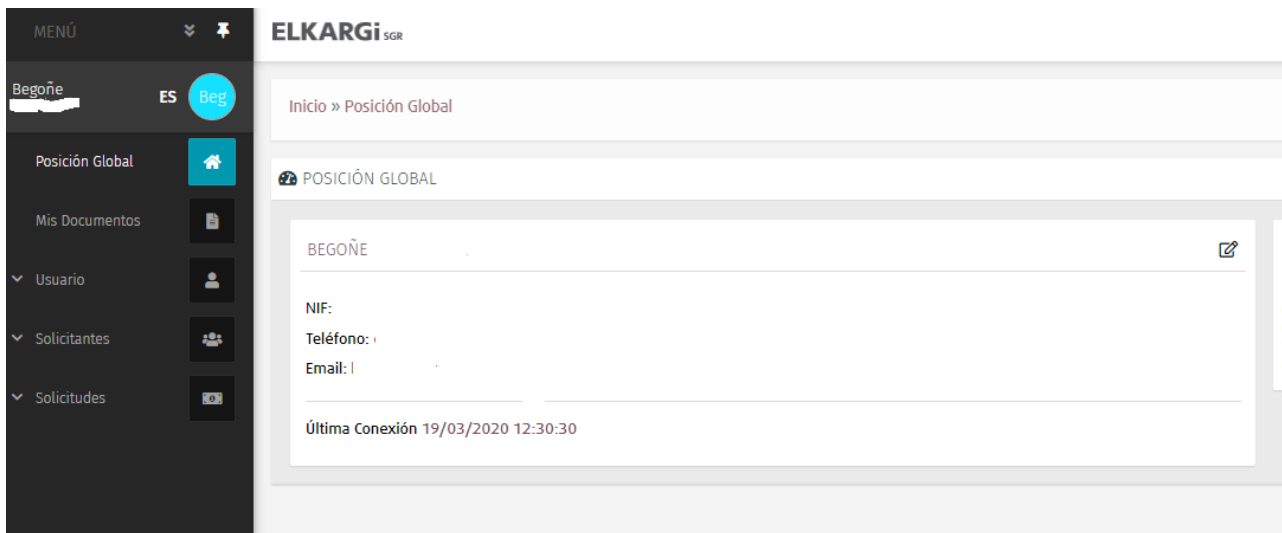 MENÚ
Begoñe
ES
Beg
Posición Global
Mis Documentos
Usuario
Solicitantes
Solicitudes
ELKARGi SGR
Inicio » Posición Global
POSICIÓN GLOBAL
BEGOÑE
NIF:
Teléfono:
Email:
Última Conexión 19/03/2020 12:30:30